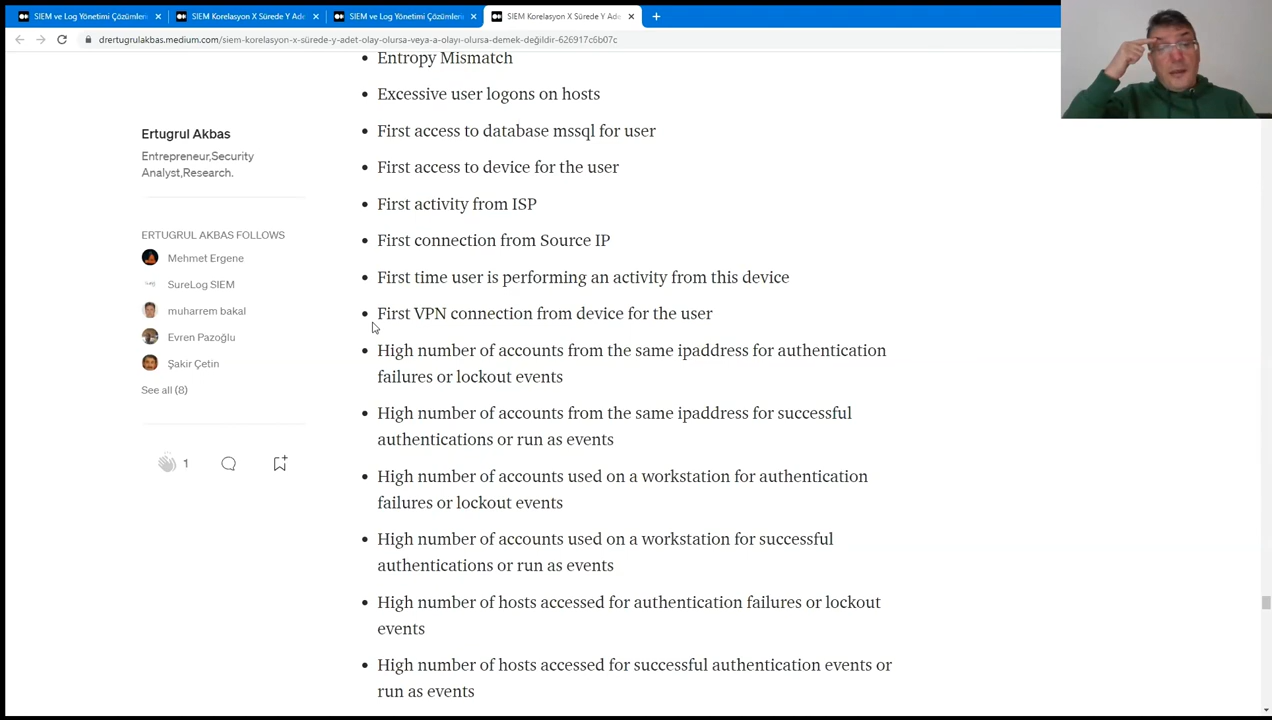 SIEM ve Log Yönetimi Çözümleri
SIEM Korelasyon X Sürede Y Ade
SIEM ve Log Yönetimi Çözümleri
SIEM Korelasyon X Sürede Y Ade
drertugrulakbas.medium.com/siem-korelasyon-x-sürede-y-adet-olay-olursa-veya-a-olayı-olursa-demek-değildir-626917c6b07c
Entropy Mismatch
Excessive user logons on hosts
First access to database mssql for user
First access to device for the user
First activity from ISP
First connection from Source IP
First time user is performing an activity from this device
First VPN connection from device for the user
High number of accounts from the same ipaddress for authentication
failures or lockout events
High number of accounts from the same ipaddress for successful
authentications or run as events
High number of accounts used on a workstation for authentication
failures or lockout events
High number of accounts used on a workstation for successful
authentications or run as events
High number of hosts accessed for authentication failures or lockout
events
High number of hosts accessed for successful authentication events or
run as events
Ertugrul Akbas
Entrepreneur,Security
Analyst,Research.
ERTUGRUL AKBAS FOLLOWS
Mehmet Ergene
SureLog SIEM
muharrem bakal
Evren Pazoğlu
Şakir Çetin
See all (8)
1